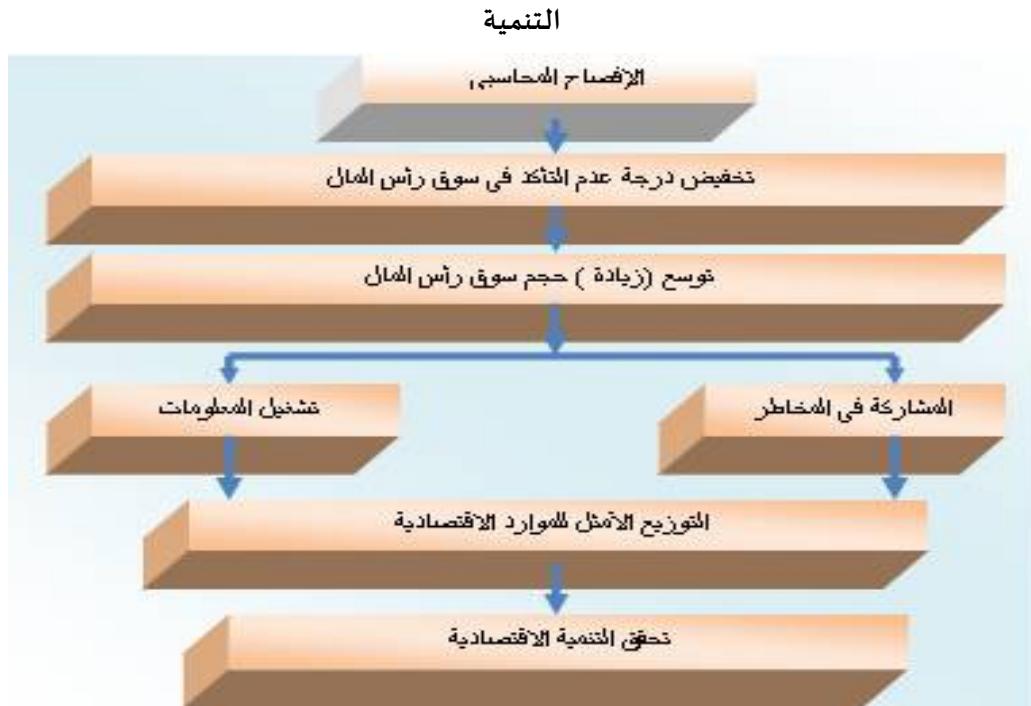 التنمية
الإفصاح المحاسبي
تخفيض درجة عدم التأكد في سوق رأس المال
توسع (زيادة ) حجم سوق رأس المال
المشاركة في المخاطر
تشغيل المعلومات
التوزيع الأمثل للموارد الاقتصادية
تحقق التنمية الاقتصادية